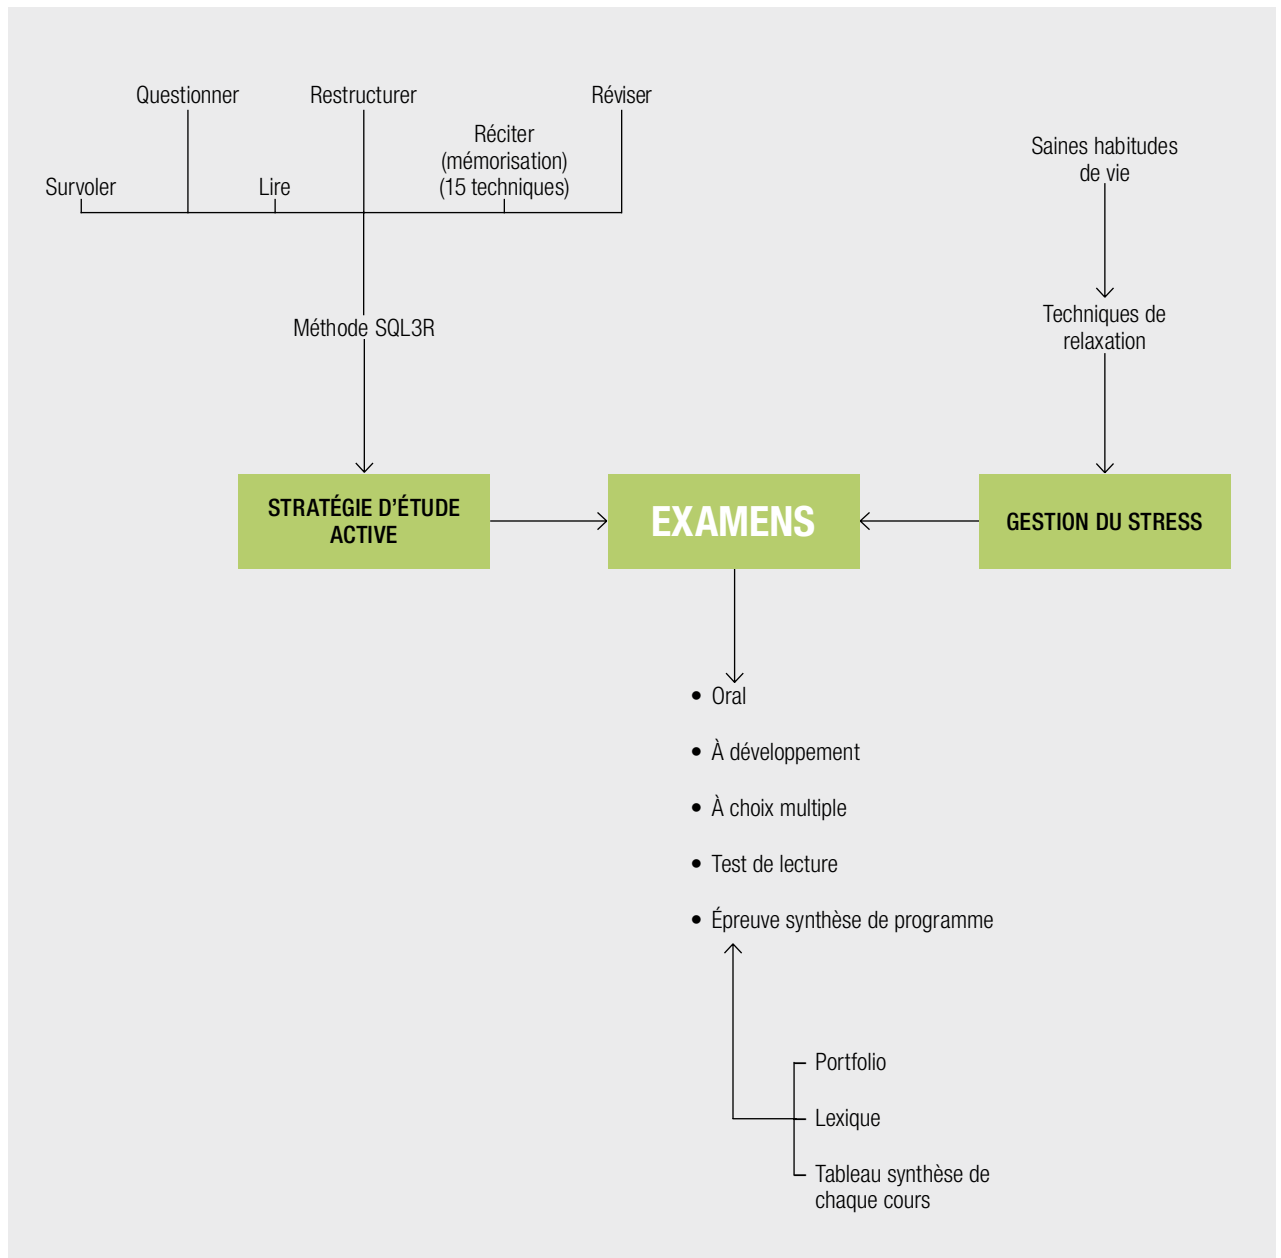 Questionner
Restructurer
Réviser
Réciter
(mémorisation)
(15 techniques)
Survoler
Lire
Saines habitudes
de vie
Méthode SQL3R
Techniques de
relaxation
STRATÉGIE D’ÉTUDE
ACTIVE
EXAMENS
GESTION DU STRESS
• Oral
• À développement
• À choix multiple
• Test de lecture
• Épreuve synthèse de programme
Portfolio
Lexique
Tableau synthèse de
chaque cours